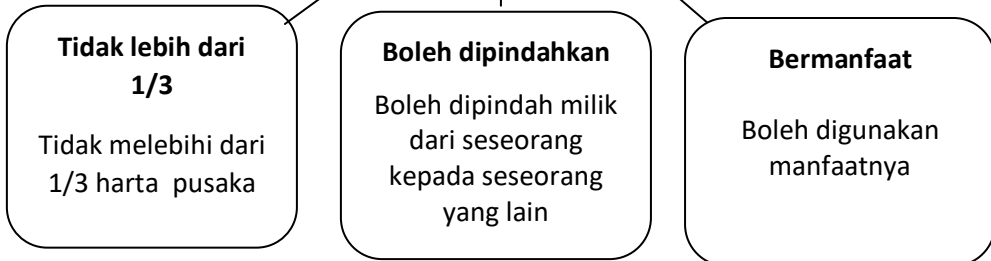 Tidak lebih dari
1/3
Tidak melebihi dari
1/3 harta pusaka
Boleh dipindahkan
Boleh dipindah milik
dari seseorang
kepada seseorang
yang lain
Bermanfaat
Boleh digunakan
manfaatnya